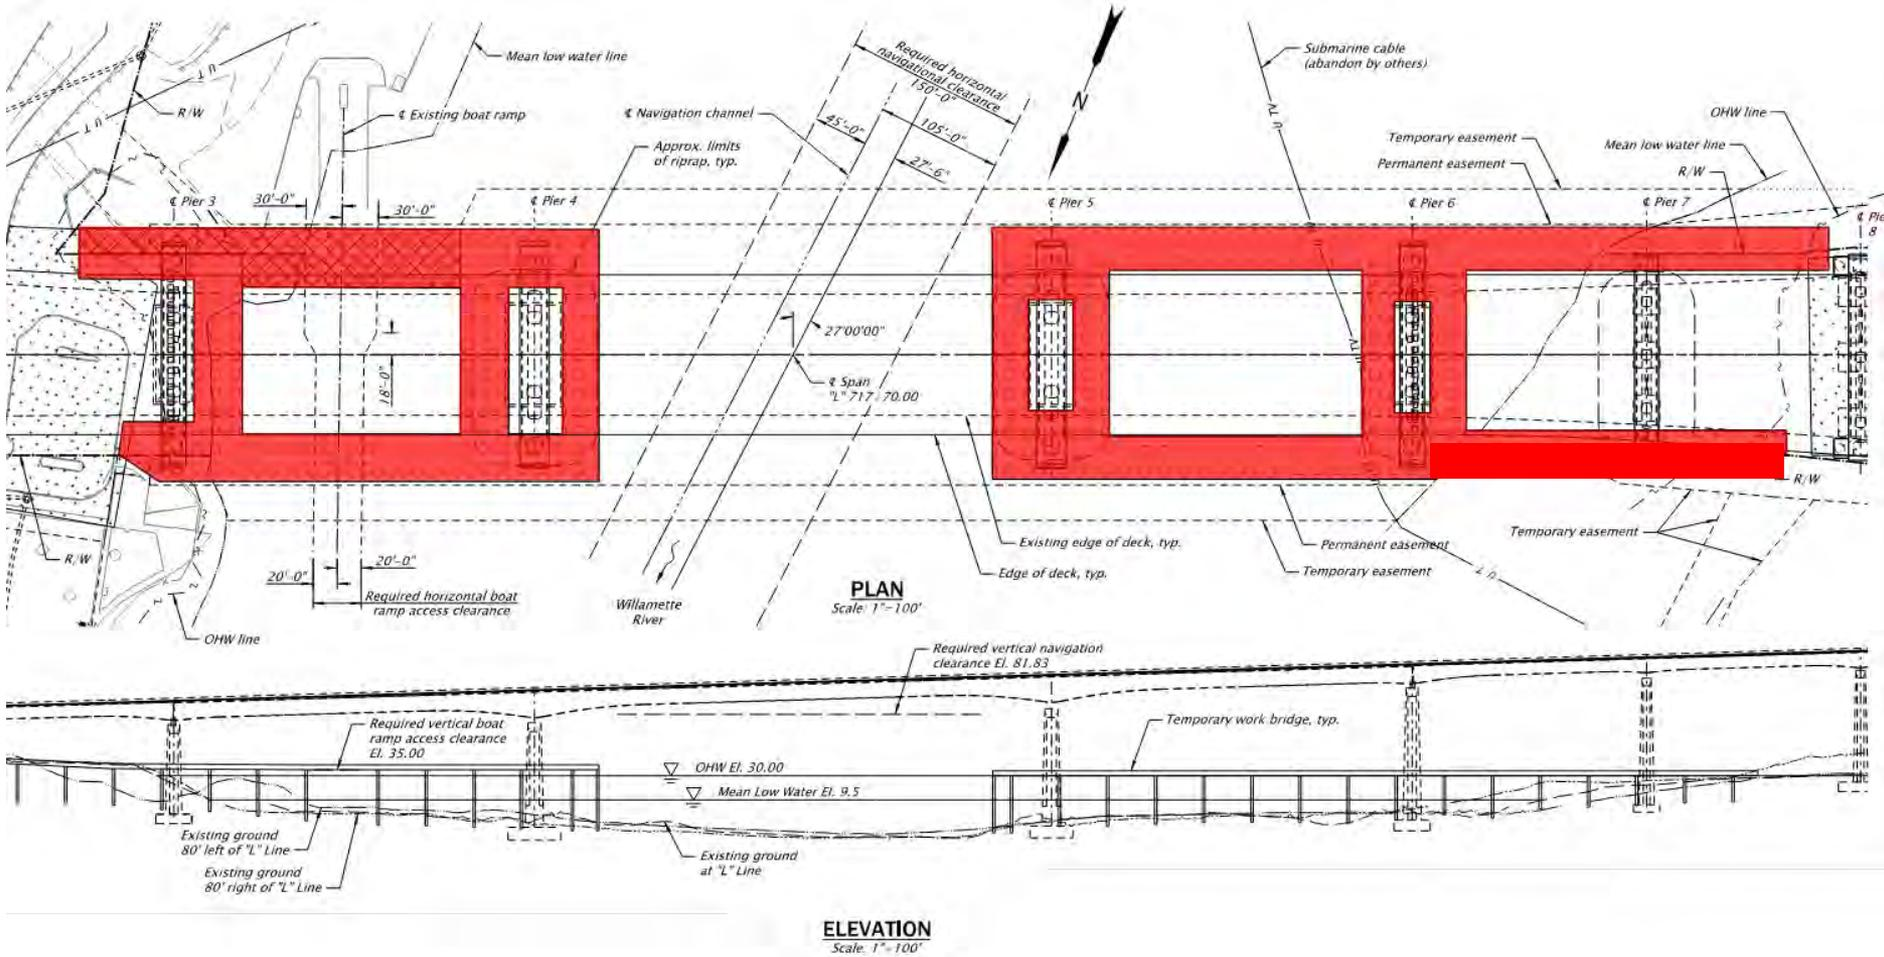 Mean low water line
R/W
UT
℄ Existing boat ramp
℄ Navigation channel
Approx. limits
of riprap, typ.
Required horizontal
navigational clearance
150'-0"
45'-0"
105'-0"
27'-6"
N
Submarine cable
(abandon by others)
OHW line
Temporary easement
Permanent easement
Mean low water line
R/W
℄ Pier 3
30'-0"
30'-0"
℄ Pier 4
℄ Pier 5
℄ Pier 6
℄ Pier 7
℄ Pie
8
27°00'00"
18'-0"
℄ Span
"L" 717+70.00
R/W
R/W
Existing edge of deck, typ.
Edge of deck, typ.
Permanent easement
Temporary easement
Temporary easement
20'-0"
20'-0"
Required horizontal boat
ramp access clearance
OHW line
Willamette
River
PLAN
Scale: 1"=100'
Required vertical navigation
clearance El. 81.83
Required vertical boat
ramp access clearance
El. 35.00
Temporary work bridge, typ.
OHW El. 30.00
Mean Low Water El. 9.5
Existing ground
80' left of "L" Line
Existing ground
80' right of "L" Line
Existing ground
at "L" Line
ELEVATION
Scale: 1"=100'